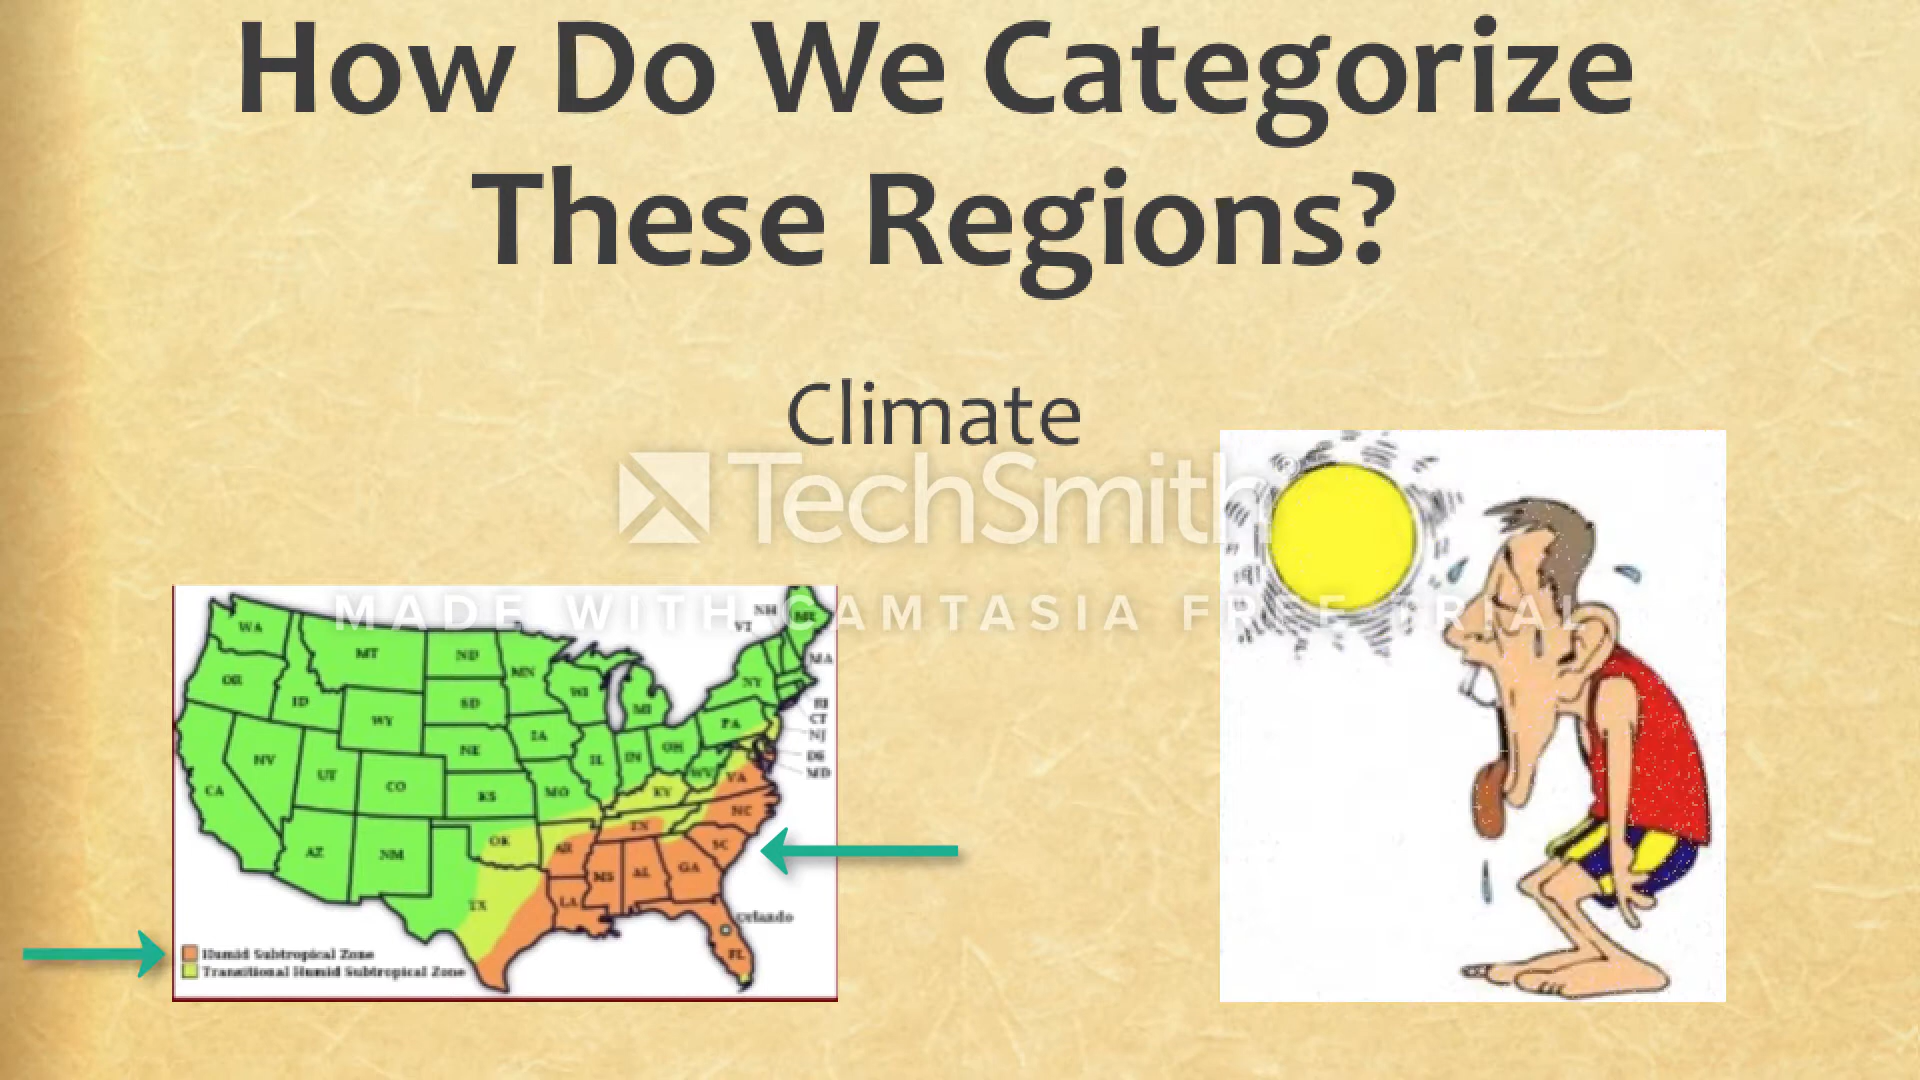 How Do We Categorize
These Regions?
Climate
TechSmith
MADE WITH CAMTASIA FREE TRIAL
NH
VT
ME
WA
MT
ND
MN
MA
OR
ID
SD
WI
MI
NY
RI
CT
WY
PA
NJ
NE
IA
DE
MD
NV
UT
CO
IL
IN
OH
WV
VA
CA
KS
MO
KY
NC
AZ
NM
OK
AR
TN
SC
MS
AL
GA
TX
LA
Orlando
FL
Humid Subtropical Zone
Transitional Humid Subtropical Zone